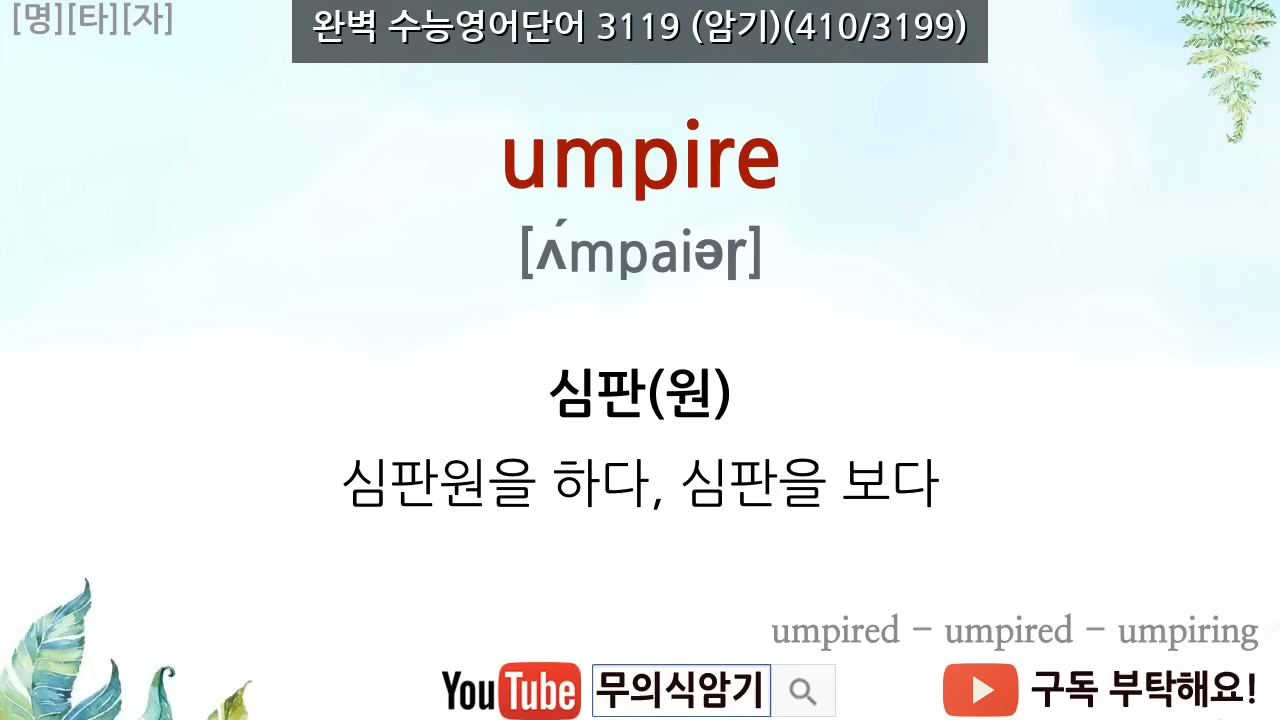 [명][타][자]
완벽 수능영어단어 3119 (암기)(410/3199)
umpire
[ʌ́mpaiəɼ]
심판(원)
심판원을 하다, 심판을 보다
umpired - umpired - umpiring
YouTube 무의식암기
구독 부탁해요!